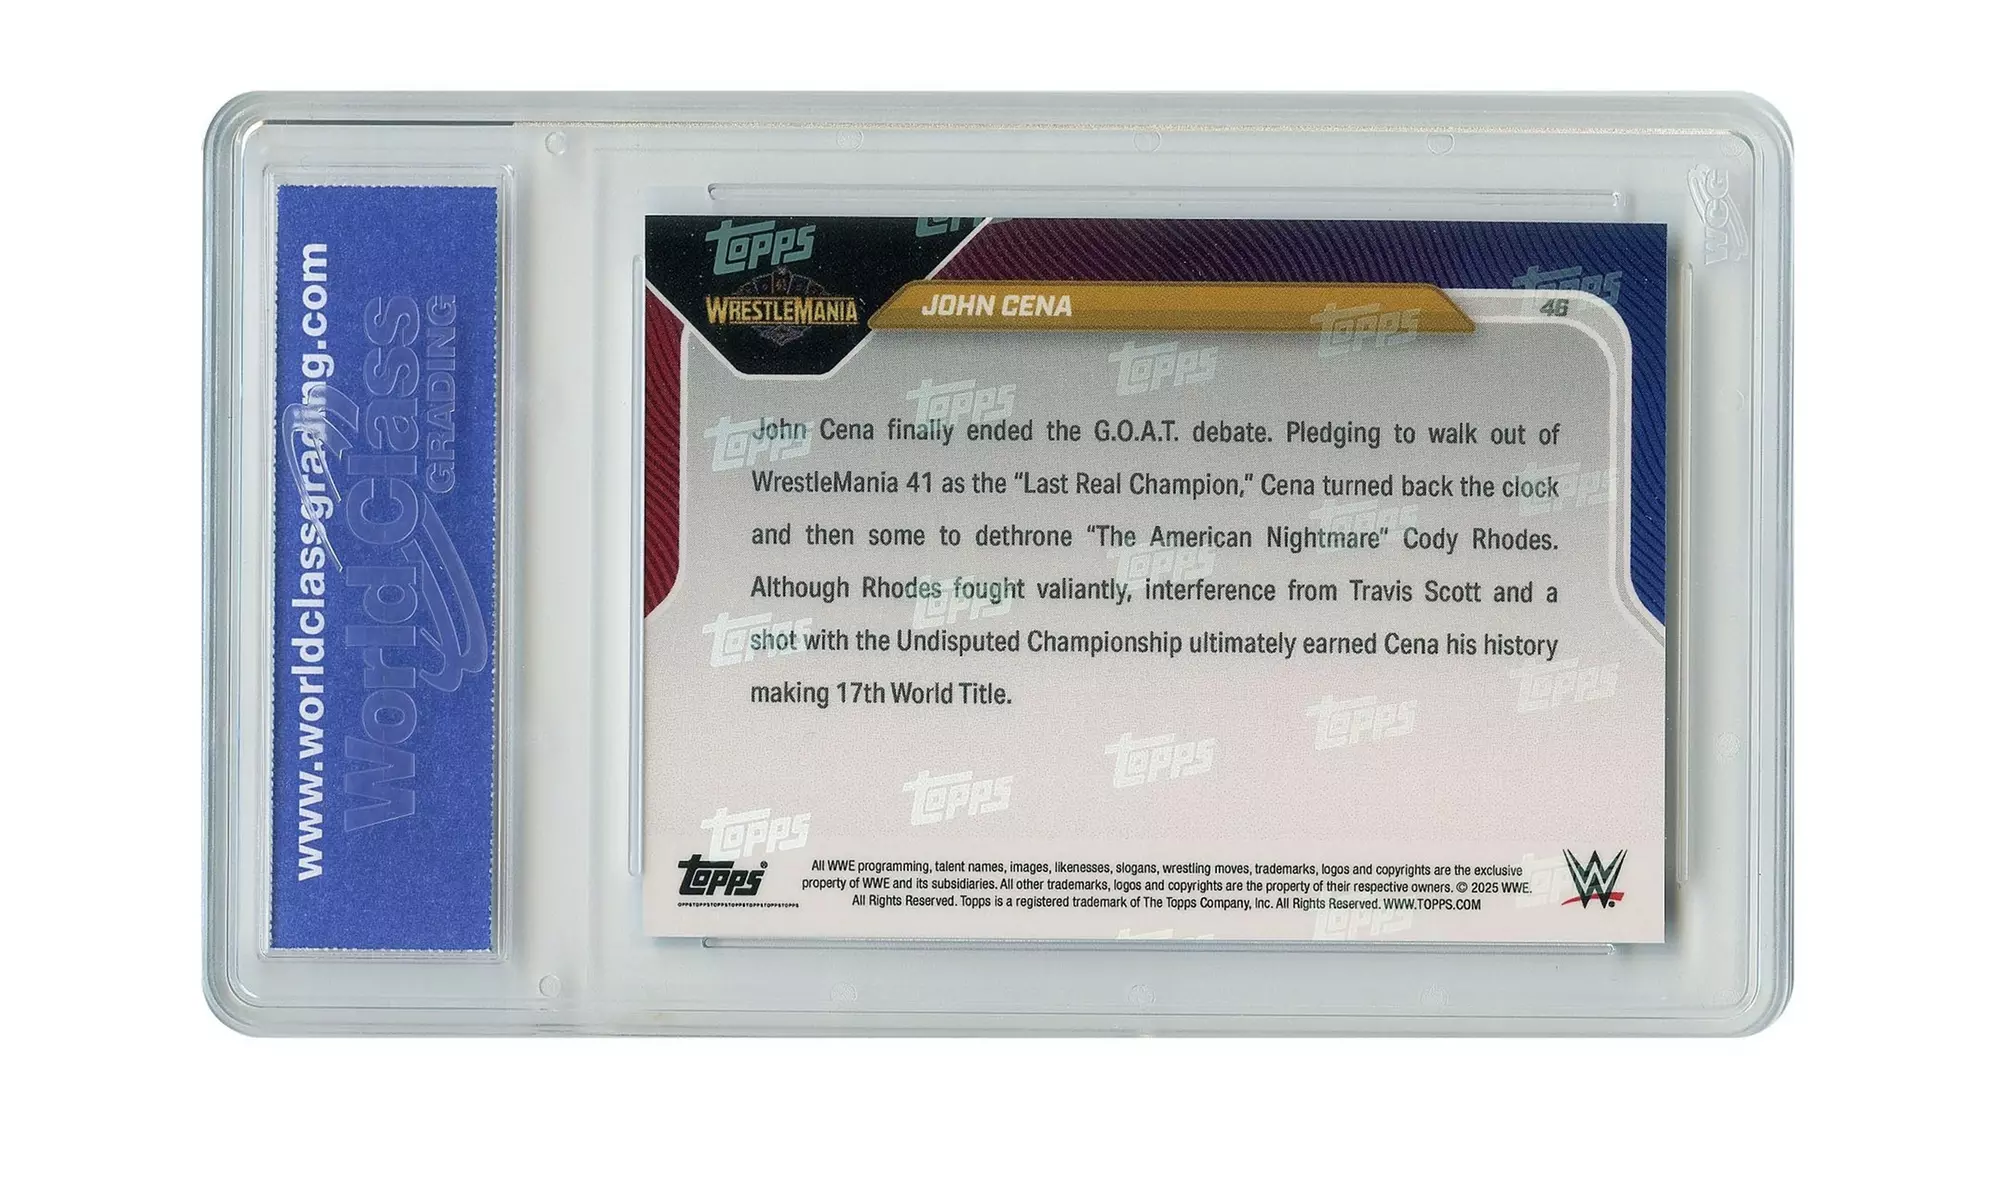 www.worldclassgrading.com
World Class
GRADING
WCG
TOPPS
WRESTLEMANIA
JOHN CENA
46
John Cena finally ended the G.O.A.T. debate. Pledging to walk out of
WrestleMania 41 as the “Last Real Champion,” Cena turned back the clock
and then some to dethrone “The American Nightmare” Cody Rhodes.
Although Rhodes fought valiantly, interference from Travis Scott and a
shot with the Undisputed Championship ultimately earned Cena his history
making 17th World Title.
TOPPS®
All WWE programming, talent names, images, likenesses, slogans, wrestling moves, trademarks, logos and copyrights are the exclusive
property of WWE and its subsidiaries. All other trademarks, logos and copyrights are the property of their respective owners. © 2025 WWE.
All Rights Reserved. Topps is a registered trademark of The Topps Company, Inc. All Rights Reserved. WWW.TOPPS.COM